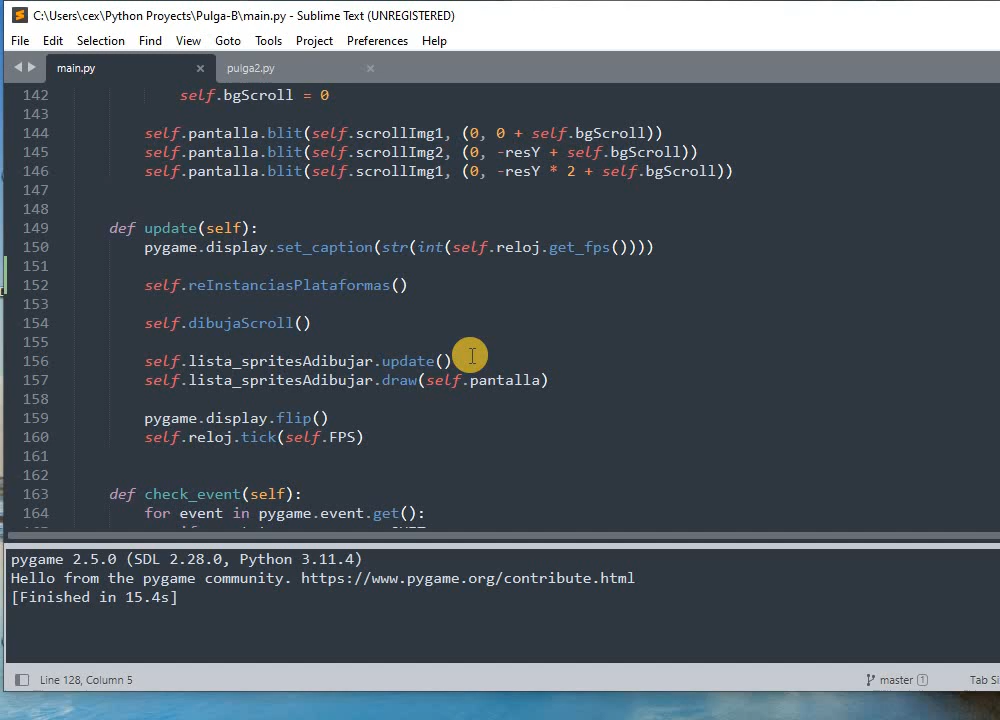 C:\Users\cex\Python Proyects\Pulga-B\main.py - Sublime Text (UNREGISTERED)
File Edit Selection Find View Goto Tools Project Preferences Help
main.py × pulga2.py ×
142 self.bgScroll = 0
143
144 self.pantalla.blit(self.scrollImg1, (0, 0 + self.bgScroll))
145 self.pantalla.blit(self.scrollImg2, (0, -resY + self.bgScroll))
146 self.pantalla.blit(self.scrollImg1, (0, -resY * 2 + self.bgScroll))
147
148
149 def update(self):
150 pygame.display.set_caption(str(int(self.reloj.get_fps())))
151
152 self.reInstanciasPlataformas()
153
154 self.dibujaScroll()
155
156 self.lista_spritesAdibujar.update()
157 self.lista_spritesAdibujar.draw(self.pantalla)
158
159 pygame.display.flip()
160 self.reloj.tick(self.FPS)
161
162
163 def check_event(self):
164 for event in pygame.event.get():
pygame 2.5.0 (SDL 2.28.0, Python 3.11.4)
Hello from the pygame community. https://www.pygame.org/contribute.html
[Finished in 15.4s]
Line 128, Column 5 master 1 Tab Si